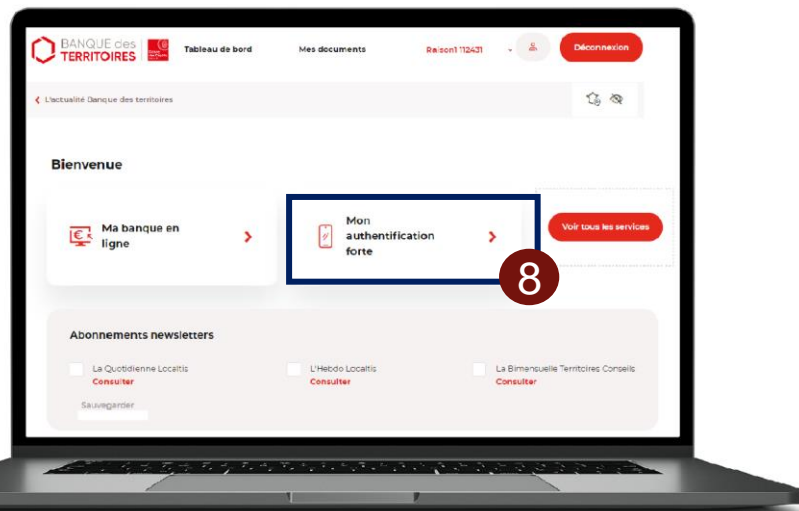 BANQUE des
TERRITOIRES
Tableau de bord
Mes documents
Raison1 112431
Déconnexion
L'actualité Banque des territoires
Bienvenue
Ma banque en
ligne
Mon
authentification
forte
Voir tous les services
8
Abonnements newsletters
La Quotidienne Localtis
Consulter
L'Hebdo Localtis
Consulter
La Bimensuelle Territoires Conseils
Consulter
Sauvegarder